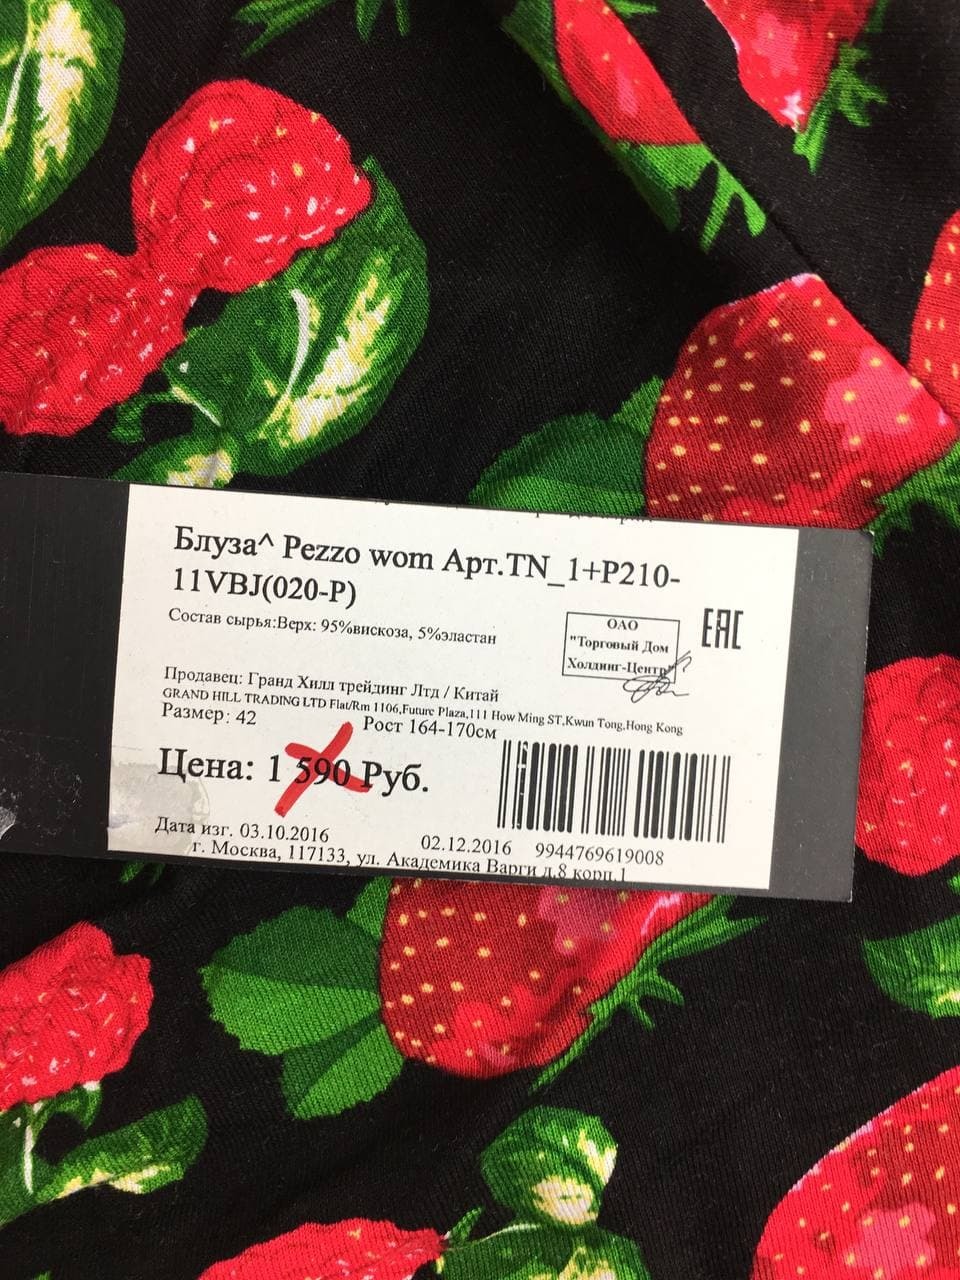 Блуза^ Pezzo wom Арт.TN_1+P210-
11VBJ(020-P)
Состав сырья:Верх: 95%вискоза, 5%эластан
ОАО
"Торговый Дом
Холдинг-Центр"
EAC
Продавец: Гранд Хилл трейдинг Лтд / Китай
GRAND HILL TRADING LTD Flat/Rm 1106,Future Plaza,111 How Ming ST,Kwun Tong,Hong Kong
Размер: 42 Рост 164-170см
Цена: 1 590 Руб.
Дата изг. 03.10.2016 02.12.2016 9944769619008
г. Москва, 117133, ул. Академика Варги д.8 корп.1